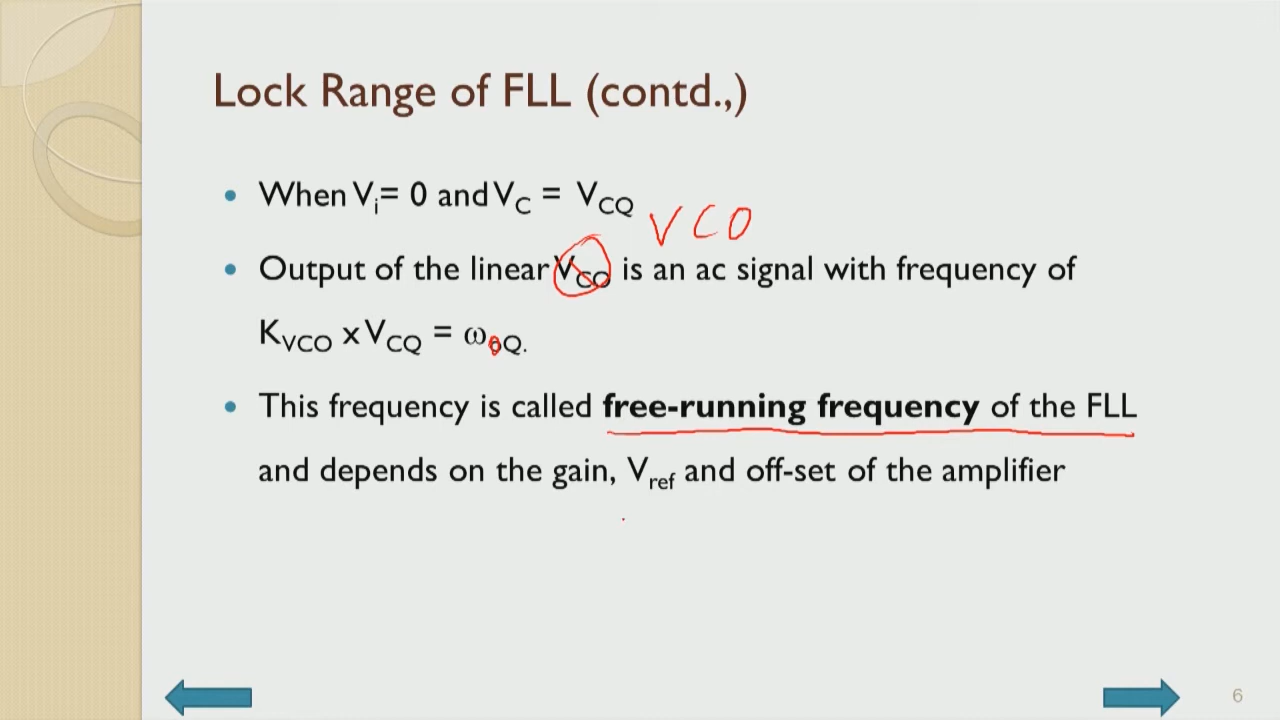 Lock Range of FLL (contd.,)
• When Vi= 0 and VC = VCQ
VCO
• Output of the linear VCO is an ac signal with frequency of
KVCO x VCQ = ω0Q.
• This frequency is called free-running frequency of the FLL
and depends on the gain, Vref and off-set of the amplifier
6